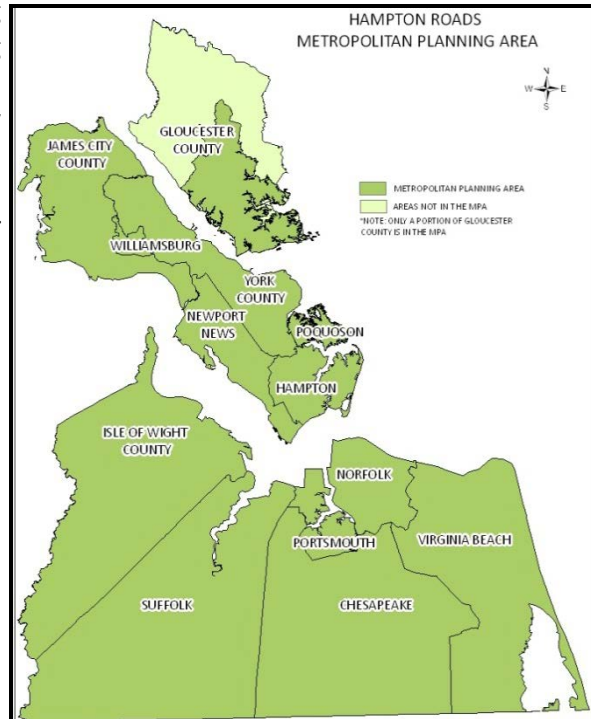 HAMPTON ROADS
METROPOLITAN PLANNING AREA
N
W
E
S
GLOUCESTER
COUNTY
JAMES CITY
COUNTY
METROPOLITAN PLANNING AREA
AREAS NOT IN THE MPA
*NOTE: ONLY A PORTION OF GLOUCESTER
COUNTY IS IN THE MPA
WILLIAMSBURG
YORK
COUNTY
NEWPORT
NEWS
POQUOSON
HAMPTON
ISLE OF WIGHT
COUNTY
NORFOLK
PORTSMOUTH
VIRGINIA BEACH
SUFFOLK
CHESAPEAKE